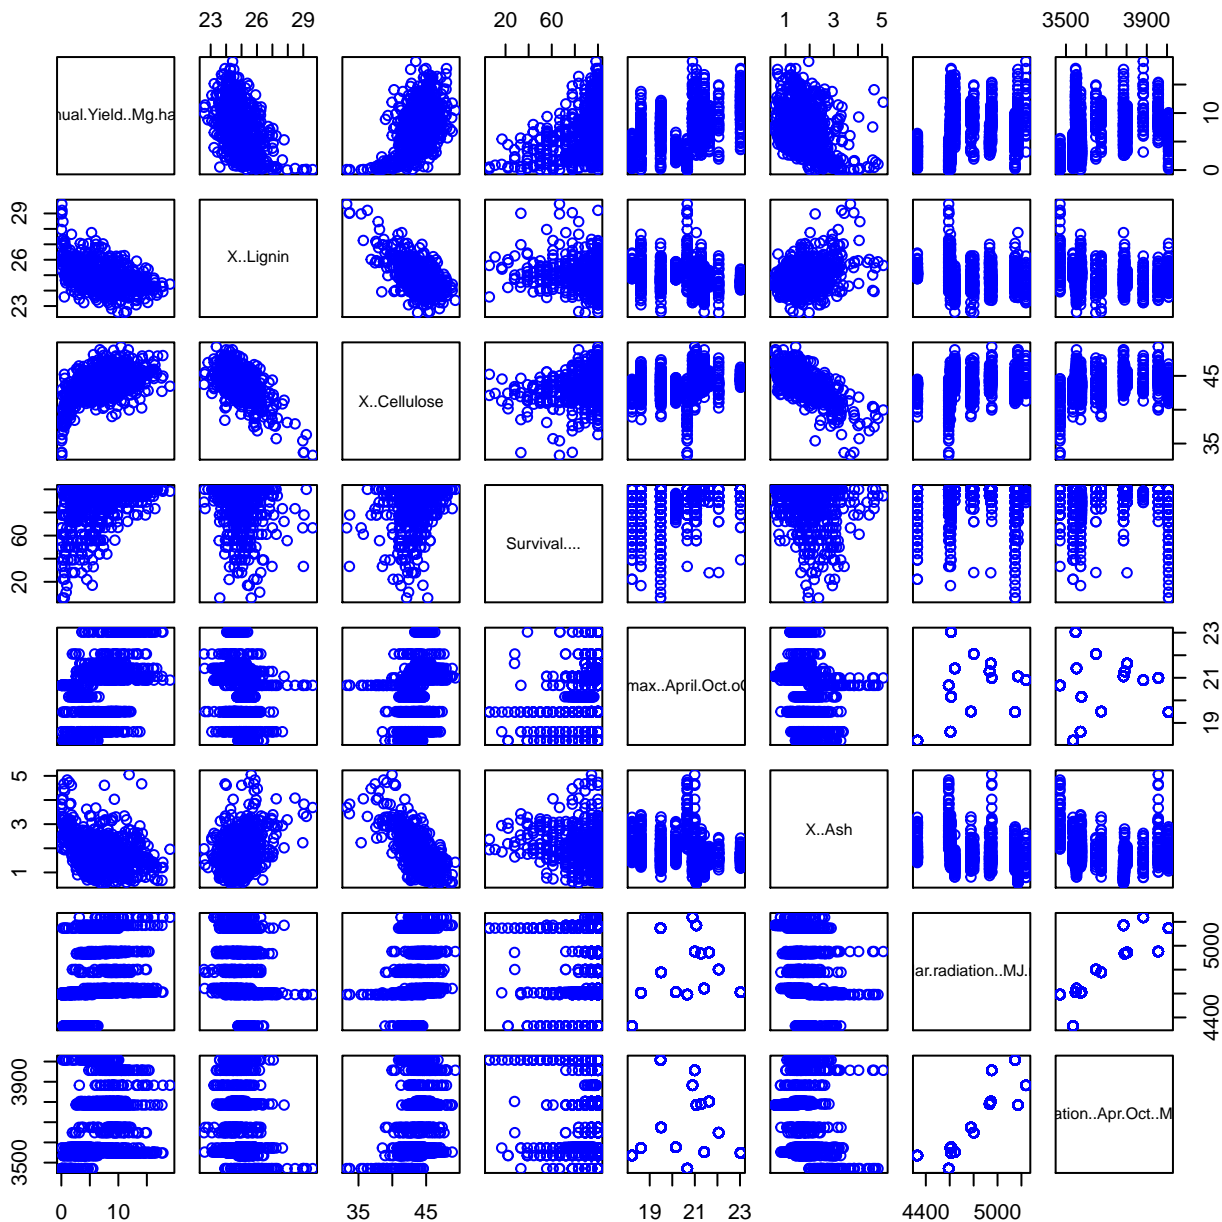 23 26 29
20 60
1 3 5
3500 3900
nual.Yield..Mg.ha
0 10
23 26 29
X..Lignin
X..Cellulose
35 45
20 60
Survival....
max..April.Oct.oC
19 21 23
1 3 5
X..Ash
ar.radiation..MJ.
4400 5000
3500 3900
ation..Apr.Oct..M
0 10
35 45
19 21 23
4400 5000